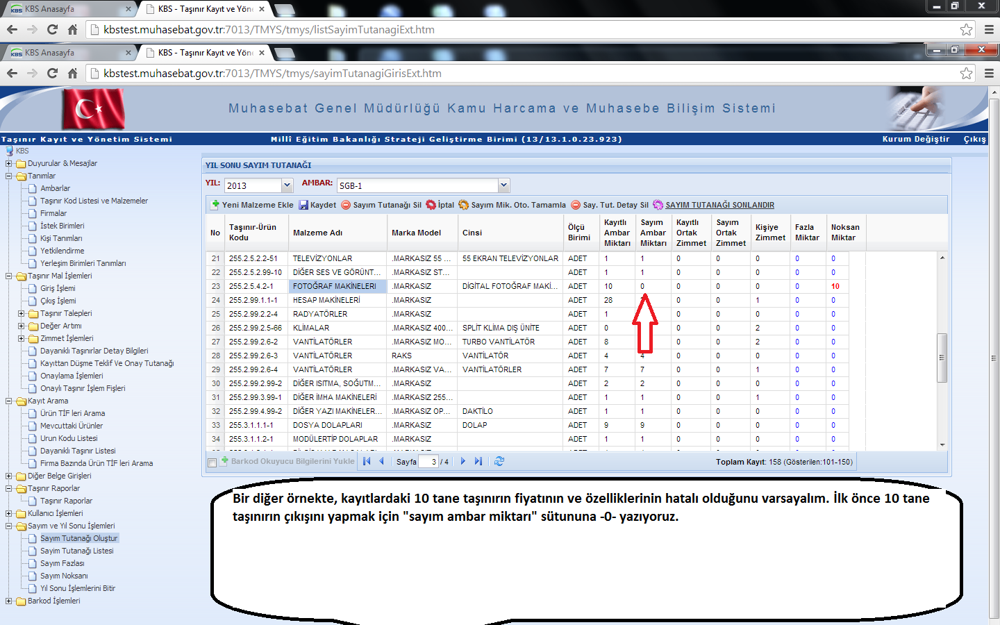 KBS Anasayfa
KBS - Taşınır Kayıt ve Yöne
kbstest.muhasebat.gov.tr:7013/TMYS/tmys/listSayimTutanagiExt.htm
KBS Anasayfa
KBS - Taşınır Kayıt ve Yöne
kbstest.muhasebat.gov.tr:7013/TMYS/tmys/sayimTutanagiGirisExt.htm
Muhasebat Genel Müdürlüğü Kamu Harcama ve Muhasebe Bilişim Sistemi
Taşınır Kayıt ve Yönetim Sistemi
Millî Eğitim Bakanlığı Strateji Geliştirme Birimi (13/13.1.0.23.923)
Kurum Değiştir
Çıkış
KBS
Duyurular & Mesajlar
Tanımlar
Ambarlar
Taşınır Kod Listesi ve Malzemeler
Firmalar
İstek Birimleri
Kişi Tanımları
Yetkilendirme
Yerleşim Birimleri Tanımları
Taşınır Mal İşlemleri
Giriş İşlemi
Çıkış İşlemi
Taşınır Talepleri
Değer Artımı
Zimmet İşlemleri
Dayanıklı Taşınırlar Detay Bilgileri
Kayıttan Düşme Teklif Ve Onay Tutanağı
Onaylama İşlemleri
Onaylı Taşınır İşlem Fişleri
Kayıt Arama
Ürün TİF leri Arama
Mevcuttaki Ürünler
Urun Kodu Listesi
Dayanıklı Taşınır Listesi
Firma Bazında Ürün TİF leri Arama
Diğer Belge Girişleri
Taşınır Raporlar
Taşınır Raporlar
Kullanıcı İşlemleri
Sayım ve Yıl Sonu İşlemleri
Sayım Tutanağı Oluştur
Sayim Tutanağı Listesi
Sayım Fazlası
Sayım Noksanı
Yıl Sonu İşlemlerini Bitir
Barkod İşlemleri
YIL SONU SAYIM TUTANAĞI
YIL: 2013 AMBAR: SGB-1
Yeni Malzeme Ekle Kaydet Sayım Tutanağı Sil İptal Sayım Mik. Oto. Tamamla Say. Tut. Detay Sil SAYIM TUTANAĞI SONLANDIR
No Taşınır-Ürün Kodu Malzeme Adı Marka Model Cinsi Ölçü Birimi Kayıtlı Ambar Miktarı Sayım Ambar Miktarı Kayıtlı Ortak Zimmet Sayım Ortak Zimmet Kişiye Zimmet Fazla Miktar Noksan Miktar
21 255.2.5.2.2-51 TELEVİZYONLAR .MARKASIZ 55 ... 55 EKRAN TELEVİZYONLAR ADET 1 1 0 0 0 0 0
22 255.2.5.2.99-10 DİĞER SES VE GÖRÜNT... .MARKASIZ ST... ADET 1 1 0 0 0 0 0
23 255.2.5.4.2-1 FOTOĞRAF MAKİNELERİ .MARKASIZ DİGİTAL FOTOĞRAF MAKİ... ADET 10 0 0 0 0 0 10
24 255.2.99.1.1-1 HESAP MAKİNELERİ .MARKASIZ ADET 28 0 0 1 0 0
25 255.2.99.2.2-4 RADYATÖRLER .MARKASIZ ADET 1 0 0 0 0 0
26 255.2.99.2.5-66 KLİMALAR .MARKASIZ 400... SPLİT KLİMA DIŞ ÜNİTE ADET 0 0 0 2 0 0
27 255.2.99.2.6-2 VANTİLATÖRLER .MARKASIZ MO... TURBO VANTİLATÖR ADET 8 0 0 2 0 0
28 255.2.99.2.6-3 VANTİLATÖRLER RAKS VANTİLATÖR ADET 4 4 0 0 0 0 0
29 255.2.99.2.6-4 VANTİLATÖRLER .MARKASIZ VA... VANTİLATÖRLER ADET 7 7 0 0 1 0 0
30 255.2.99.2.99-2 DİĞER ISITMA, SOĞUTM... .MARKASIZ ADET 2 2 0 0 0 0 0
31 255.2.99.3.99-1 DİĞER İMHA MAKİNELERİ .MARKASIZ 255... ADET 1 1 0 0 1 0 0
32 255.2.99.4.99-2 DİĞER YAZI MAKİNELER... .MARKASIZ OP... DAKTİLO ADET 1 1 0 0 0 0 0
33 255.3.1.1.1-1 DOSYA DOLAPLARI .MARKASIZ DOLAP ADET 9 9 0 0 0 0 0
34 255.3.1.1.2-1 MODÜLERTİP DOLAPLAR .MARKASIZ ADET 1 1 0 0 0 0 0
Barkod Okuyucu Bilgilerini Yukle Sayfa 3 / 4 Toplam Kayıt: 158 (Gösterilen:101-150)
Bir diğer örnekte, kayıtlardaki 10 tane taşınırın fiyatının ve özelliklerinin hatalı olduğunu varsayalım. İlk önce 10 tane
taşınırın çıkışını yapmak için "sayım ambar miktarı" sütununa -0- yazıyoruz.